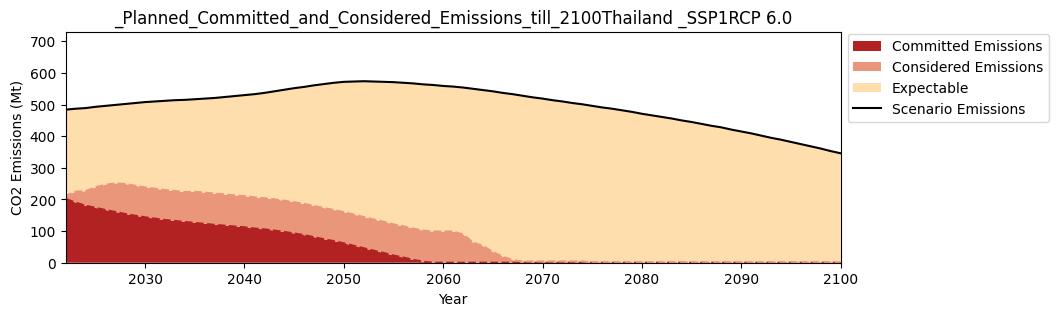 _Planned_Committed_and_Considered_Emissions_till_2100Thailand _SSP1RCP 6.0
700
600
500
400
300
200
100
0
CO2 Emissions (Mt)
2030 2040 2050 2060 2070 2080 2090 2100
Year
Committed Emissions
Considered Emissions
Expectable
Scenario Emissions